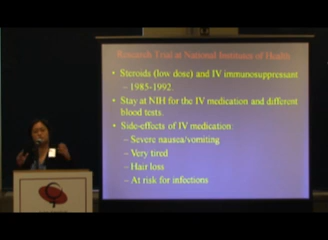 Research Trial at National Institutes of Health
• Steroids (low dose) and IV immunosuppressant
– 1985-1992
• Stay at NIH for the IV medication and different
blood tests.
• Side-effects of IV medication:
– Severe nausea/vomiting
– Very tired
– Hair loss
– At risk for infections